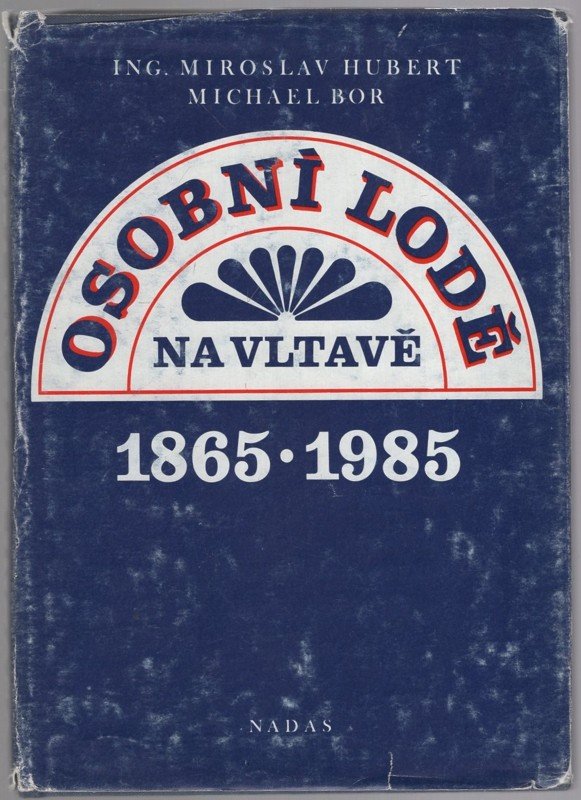 ING. MIROSLAV HUBERT
MICHAEL BOR
OSOBNÍ LODĚ
NA VLTAVĚ
1865 · 1985
NADAS